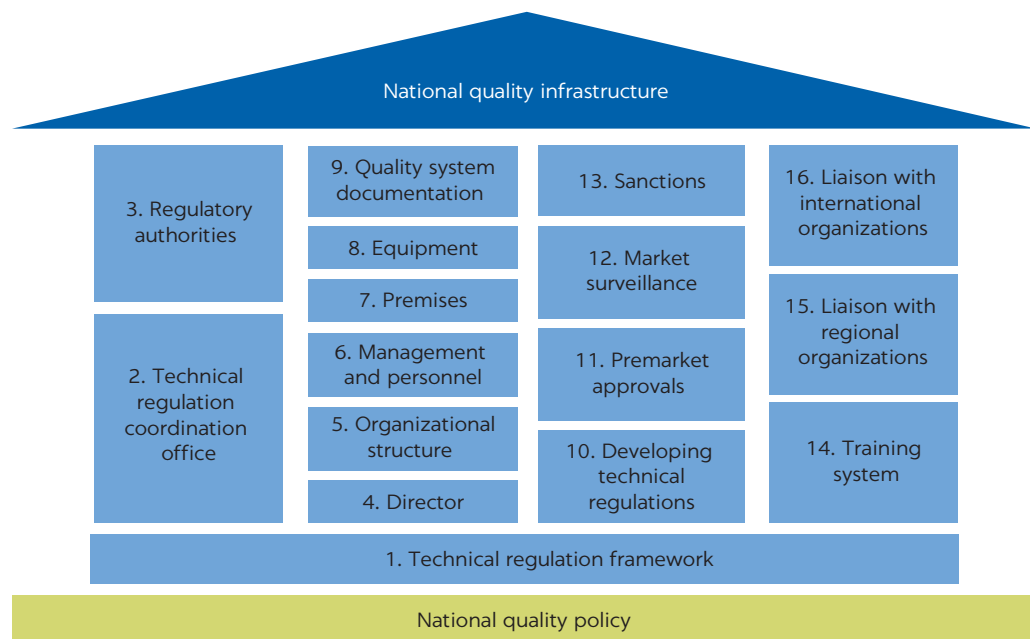 National quality infrastructure
3. Regulatory
authorities
2. Technical
regulation
coordination
office
9. Quality system
documentation
8. Equipment
7. Premises
6. Management
and personnel
5. Organizational
structure
4. Director
13. Sanctions
12. Market
surveillance
11. Premarket
approvals
10. Developing
technical
regulations
16. Liaison with
international
organizations
15. Liaison with
regional
organizations
14. Training
system
1. Technical regulation framework
National quality policy